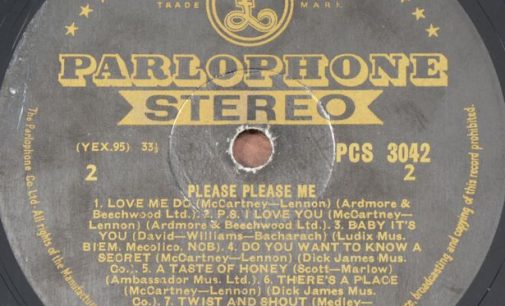 TRADE MARK
£
PARLOPHONE
STEREO
(YEX.95) 33⅓
PCS 3042
2
2
PLEASE PLEASE ME
1. LOVE ME DO (McCartney—Lennon) (Ardmore &
Beechwood Ltd.). 2. P.S. I LOVE YOU (McCartney—
Lennon) (Ardmore & Beechwood Ltd.). 3. BABY IT'S
YOU (David—Williams—Bacharach) (Ludix Mus.
BIEM. Mecolico. NCB). 4. DO YOU WANT TO KNOW A
SECRET (McCartney—Lennon) (Dick James Mus.
Co.). 5. A TASTE OF HONEY (Scott—Marlow)
(Ambassador Mus. Ltd.). 6. THERE'S A PLACE
(McCartney—Lennon) (Dick James Mus.
Co.). 7. TWIST AND SHOUT (Medley—
The Parlophone Co. Ltd. All rights of the Manufactur
broadcasting and copying of this record prohibited.